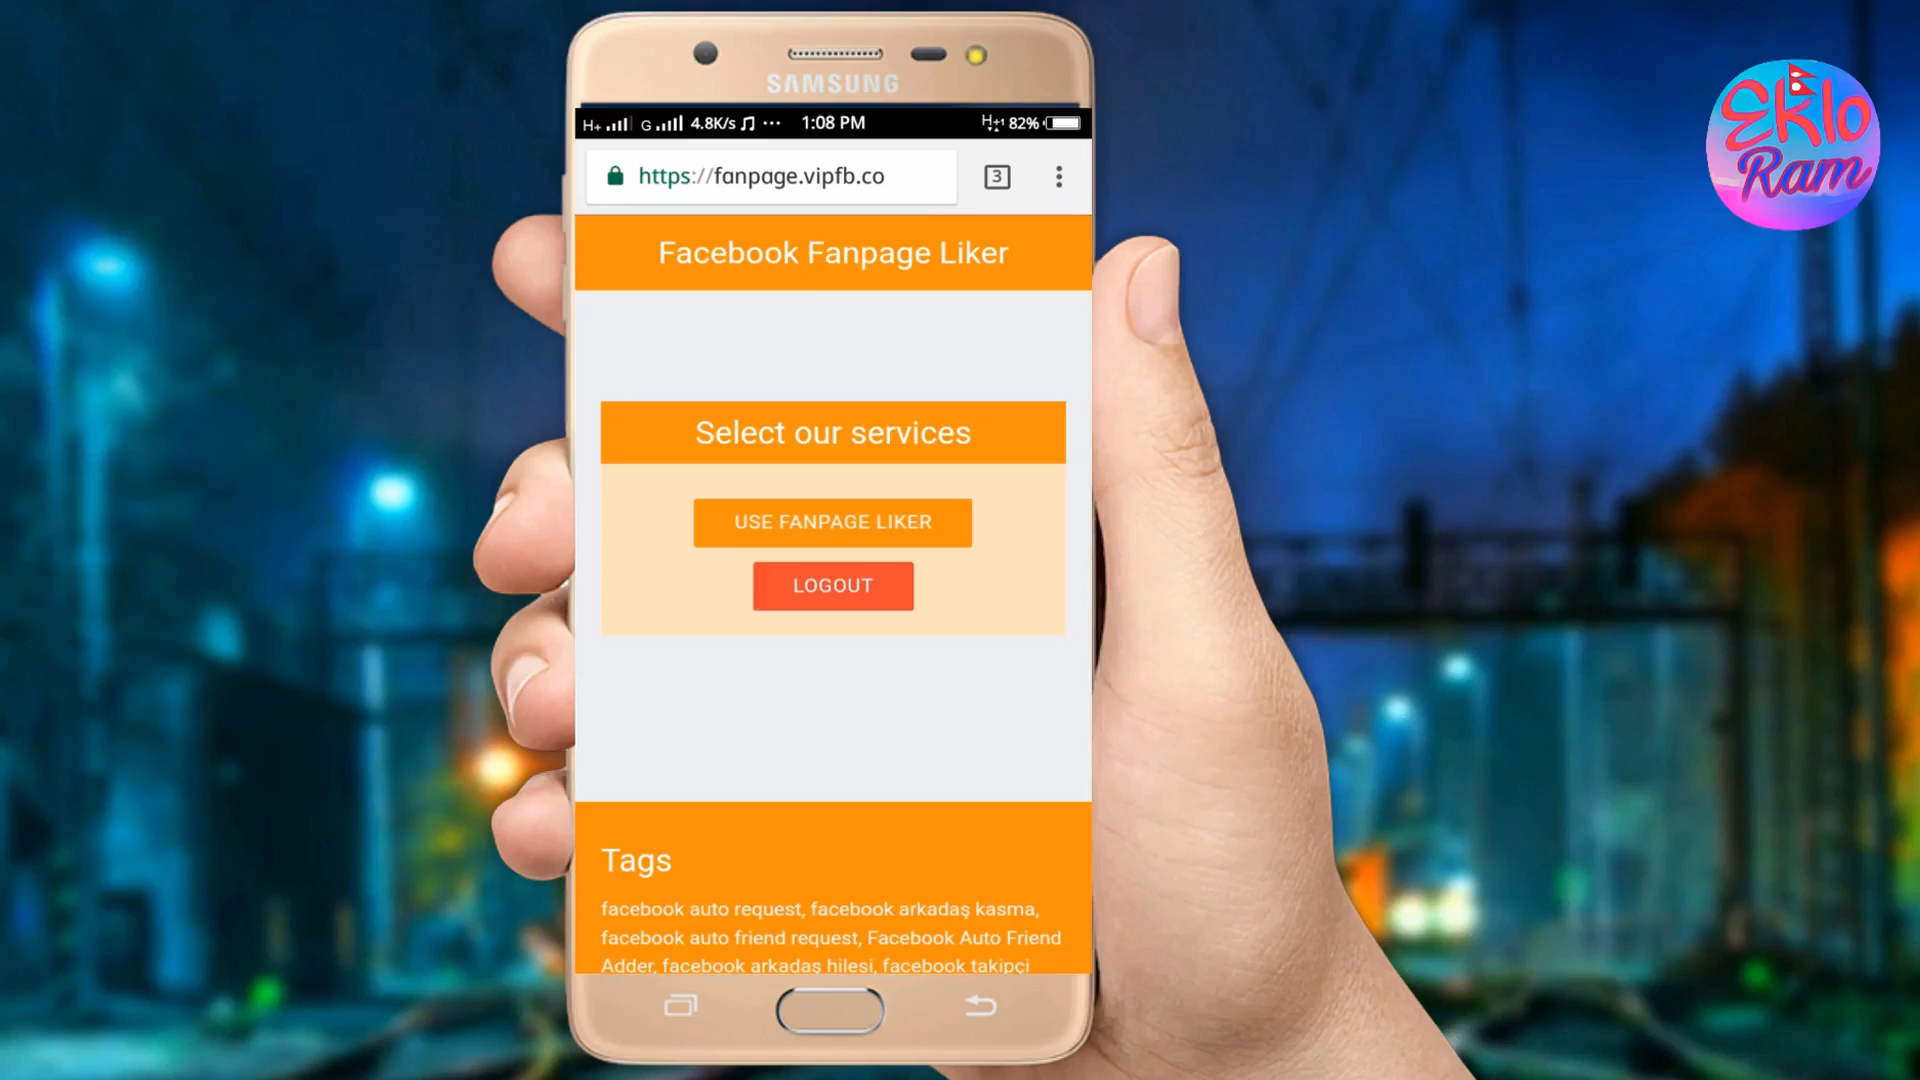 SAMSUNG
H+ G 4.8K/s ... 1:08 PM H+1 82%
https://fanpage.vipfb.co 3
Facebook Fanpage Liker
Select our services
USE FANPAGE LIKER
LOGOUT
Tags
facebook auto request, facebook arkadaş kasma,
facebook auto friend request, Facebook Auto Friend
Adder, facebook arkadaş hilesi, facebook takipçi
Eklo
Ram